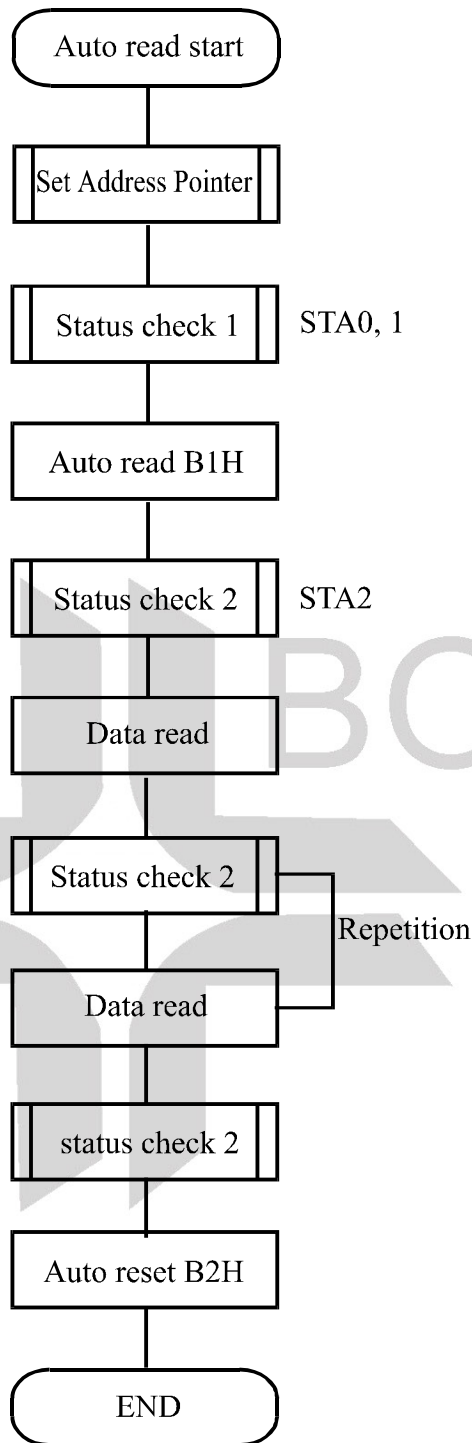 Auto read start
Set Address Pointer
Status check 1
STA0, 1
Auto read B1H
Status check 2
STA2
BO
Data read
Status check 2
Repetition
Data read
status check 2
Auto reset B2H
END